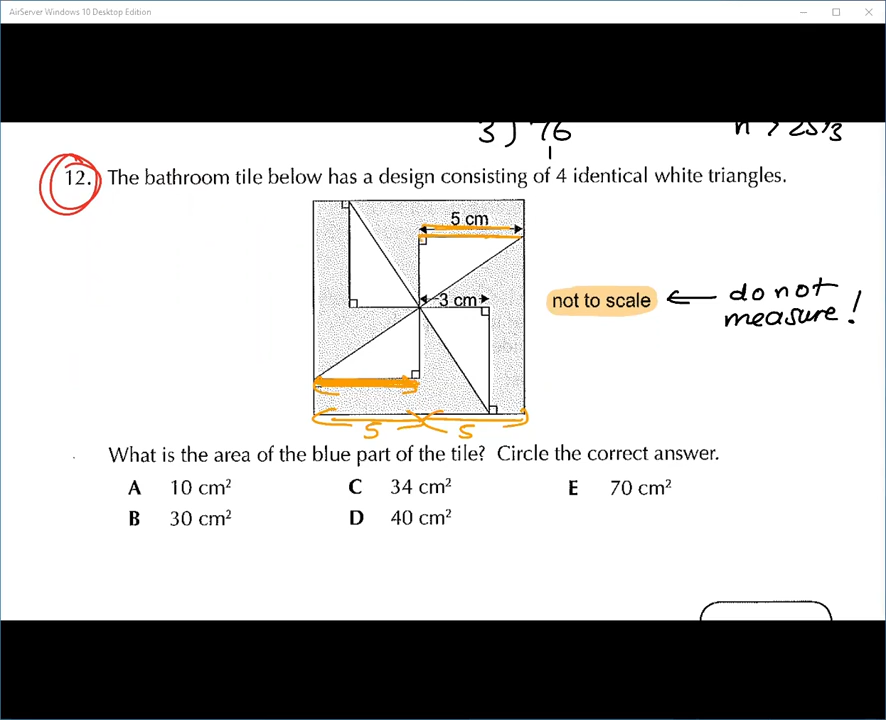 AirServer Windows 10 Desktop Edition
3 ) 76
1
12. The bathroom tile below has a design consisting of 4 identical white triangles.
5 cm
3 cm
not to scale
do not
measure!
5 5
What is the area of the blue part of the tile? Circle the correct answer.
A 10 cm² C 34 cm² E 70 cm²
B 30 cm² D 40 cm²